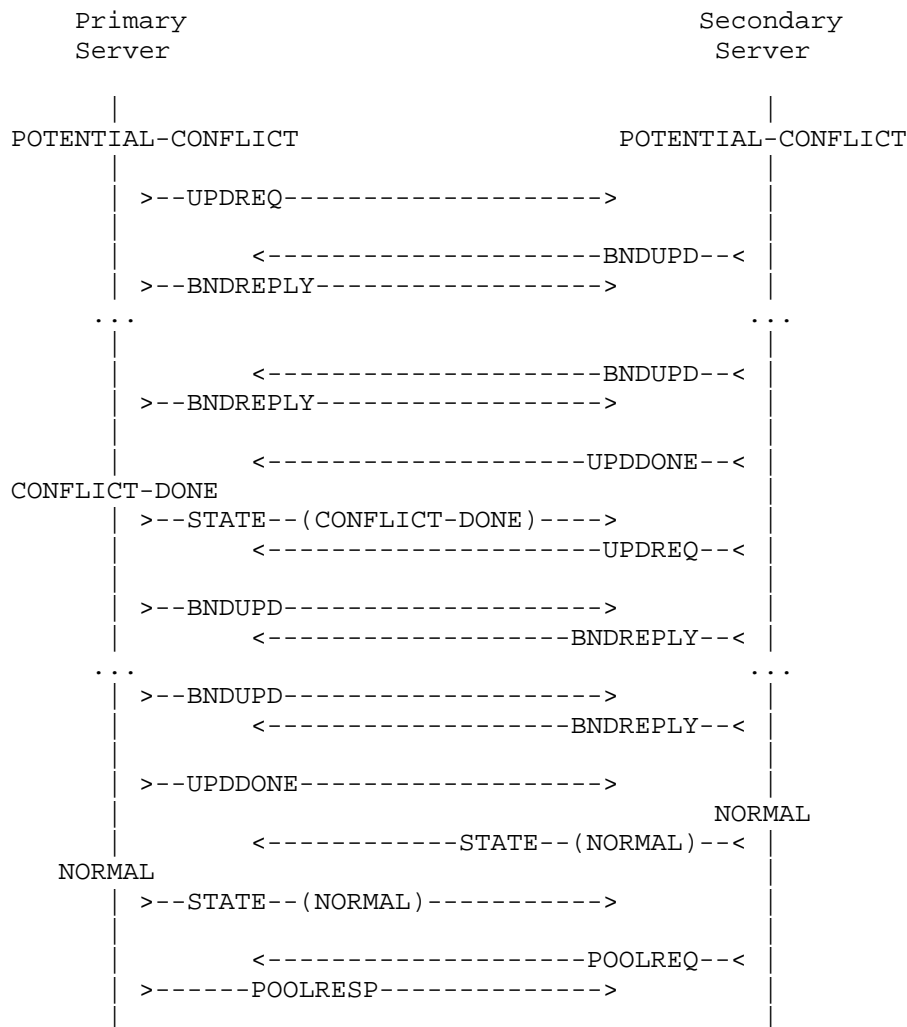 Primary                                Secondary
Server                                  Server
|                                         |
POTENTIAL-CONFLICT                    POTENTIAL-CONFLICT
|                                         |
| >--UPDREQ--------------------> |
|                                         |
| <---------------------BNDUPD--< |
| >--BNDREPLY------------------> |
...                                     ...
|                                         |
| <---------------------BNDUPD--< |
| >--BNDREPLY------------------> |
|                                         |
| <--------------------UPDDONE--< |
CONFLICT-DONE                             |
| >--STATE--(CONFLICT-DONE)----> |
| <---------------------UPDREQ--< |
|                                         |
| >--BNDUPD--------------------> |
| <-------------------BNDREPLY--< |
...                                     ...
| >--BNDUPD--------------------> |
| <-------------------BNDREPLY--< |
|                                         |
| >--UPDDONE-------------------> |
|                                      NORMAL
| <------------STATE--(NORMAL)--< |
NORMAL                                    |
| >--STATE--(NORMAL)-----------> |
|                                         |
| <--------------------POOLREQ--< |
| >------POOLRESP--------------> |
|                                         |